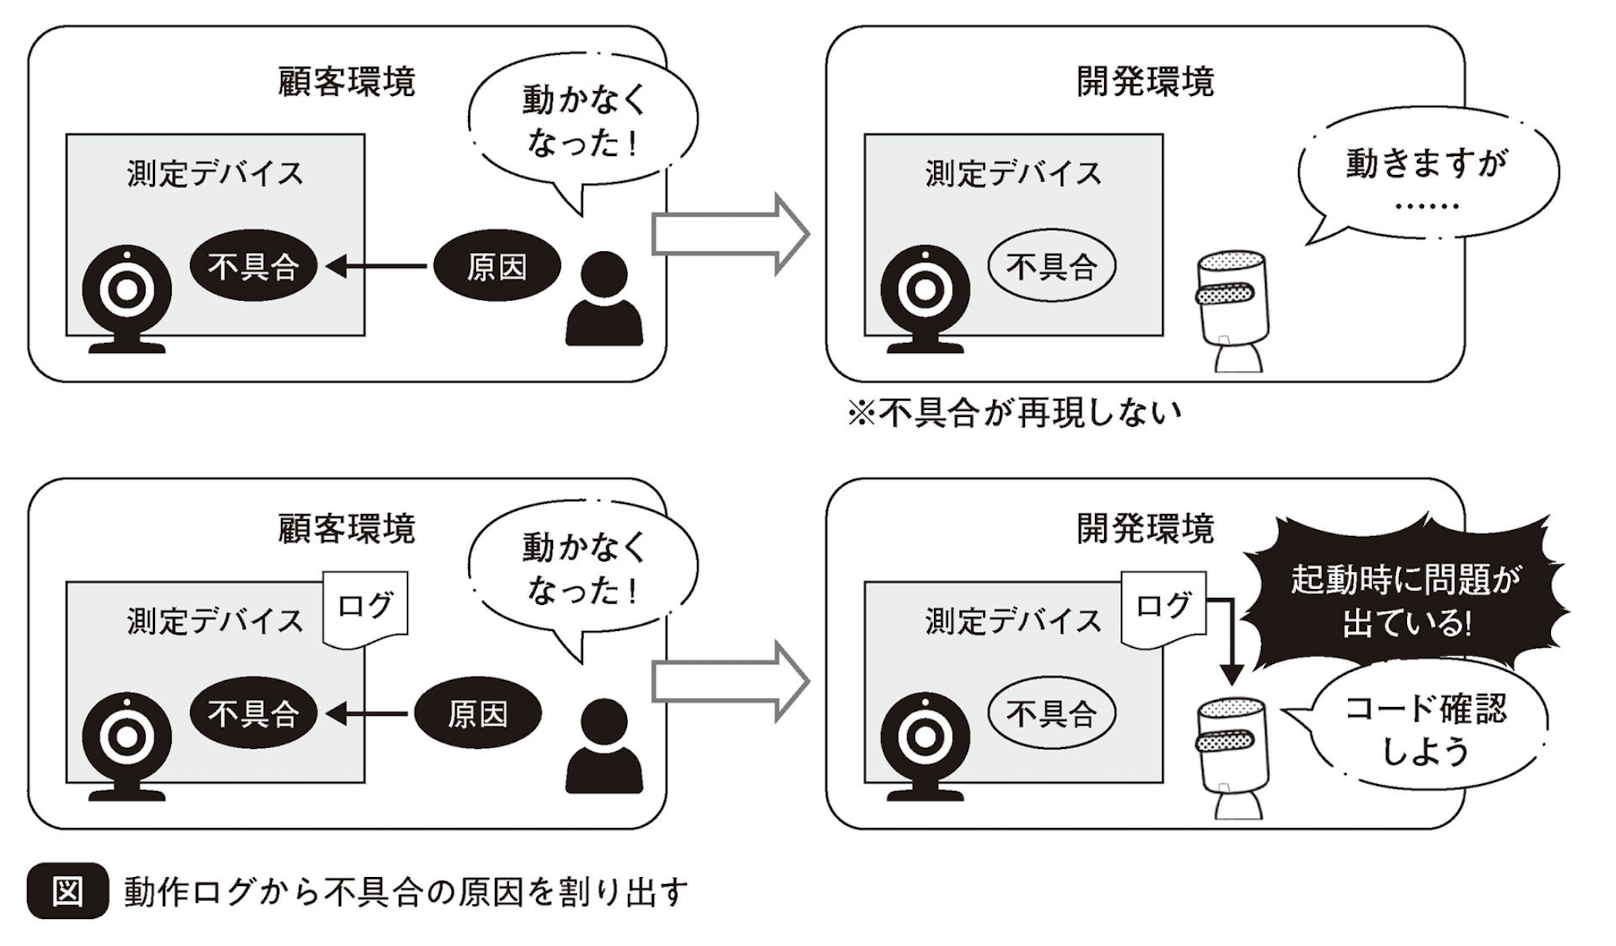 顧客環境
動かなく
なった！
測定デバイス
不具合
原因
開発環境
動きますが
……
測定デバイス
不具合
※不具合が再現しない
顧客環境
動かなく
なった！
ログ
測定デバイス
不具合
原因
開発環境
起動時に問題が
出ている!
ログ
測定デバイス
不具合
コード確認
しよう
図 動作ログから不具合の原因を割り出す